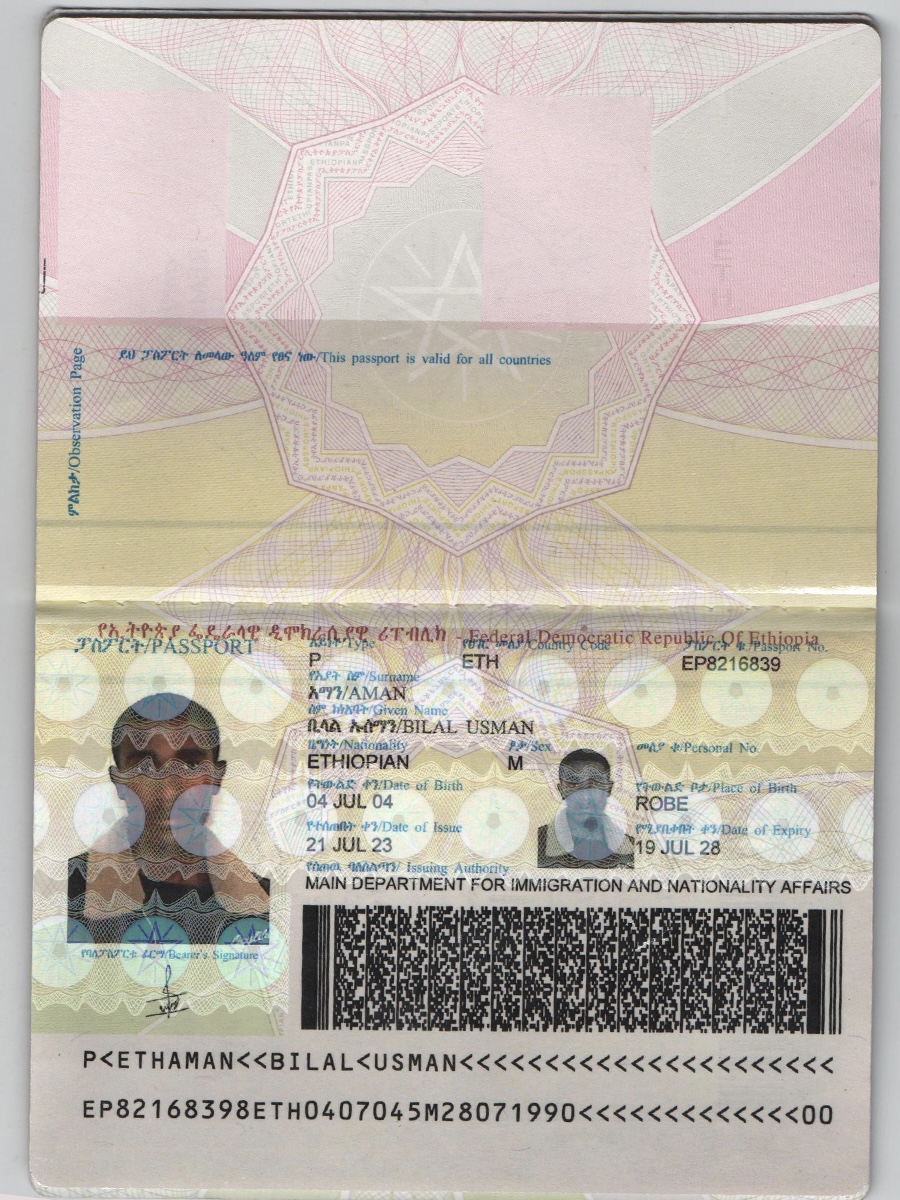 ይህ ፓስፖርት ለመላው ዓለም የፀና ነው/This passport is valid for all countries
ምልከታ/Observation Page
የኢትዮጵያ ፌዴራላዊ ዲሞክራሲያዊ ሪፐብሊክ - Federal Democratic Republic Of Ethiopia
ፓስፖርት/PASSPORT
ዓይነት/Type
የሀገር መለያ/Country Code
ፓስፖርት ቁ./Passport No.
P
ETH
EP8216839
የአያት ስም/Surname
አማን/AMAN
ስም ከነአባት/Given Name
ቢላል ኡስማን/BILAL USMAN
ዜግነት/Nationality
ፆታ/Sex
መለያ ቁ/Personal No.
ETHIOPIAN
M
የትውልድ ቀን/Date of Birth
የትውልድ ቦታ/Place of Birth
04 JUL 04
ROBE
የተሰጠበት ቀን/Date of Issue
የሚያበቃበት ቀን/Date of Expiry
21 JUL 23
19 JUL 28
የሰጠዉ ባለስልጣን/ Issuing Authority
MAIN DEPARTMENT FOR IMMIGRATION AND NATIONALITY AFFAIRS
የባለፓስፖርቱ ፊርማ/Bearer's Signature
P<ETHAMAN<<BILAL<USMAN<<<<<<<<<<<<<<<<<<<<<<
EP82168398ETH0407045M28071990<<<<<<<<<<<<<00